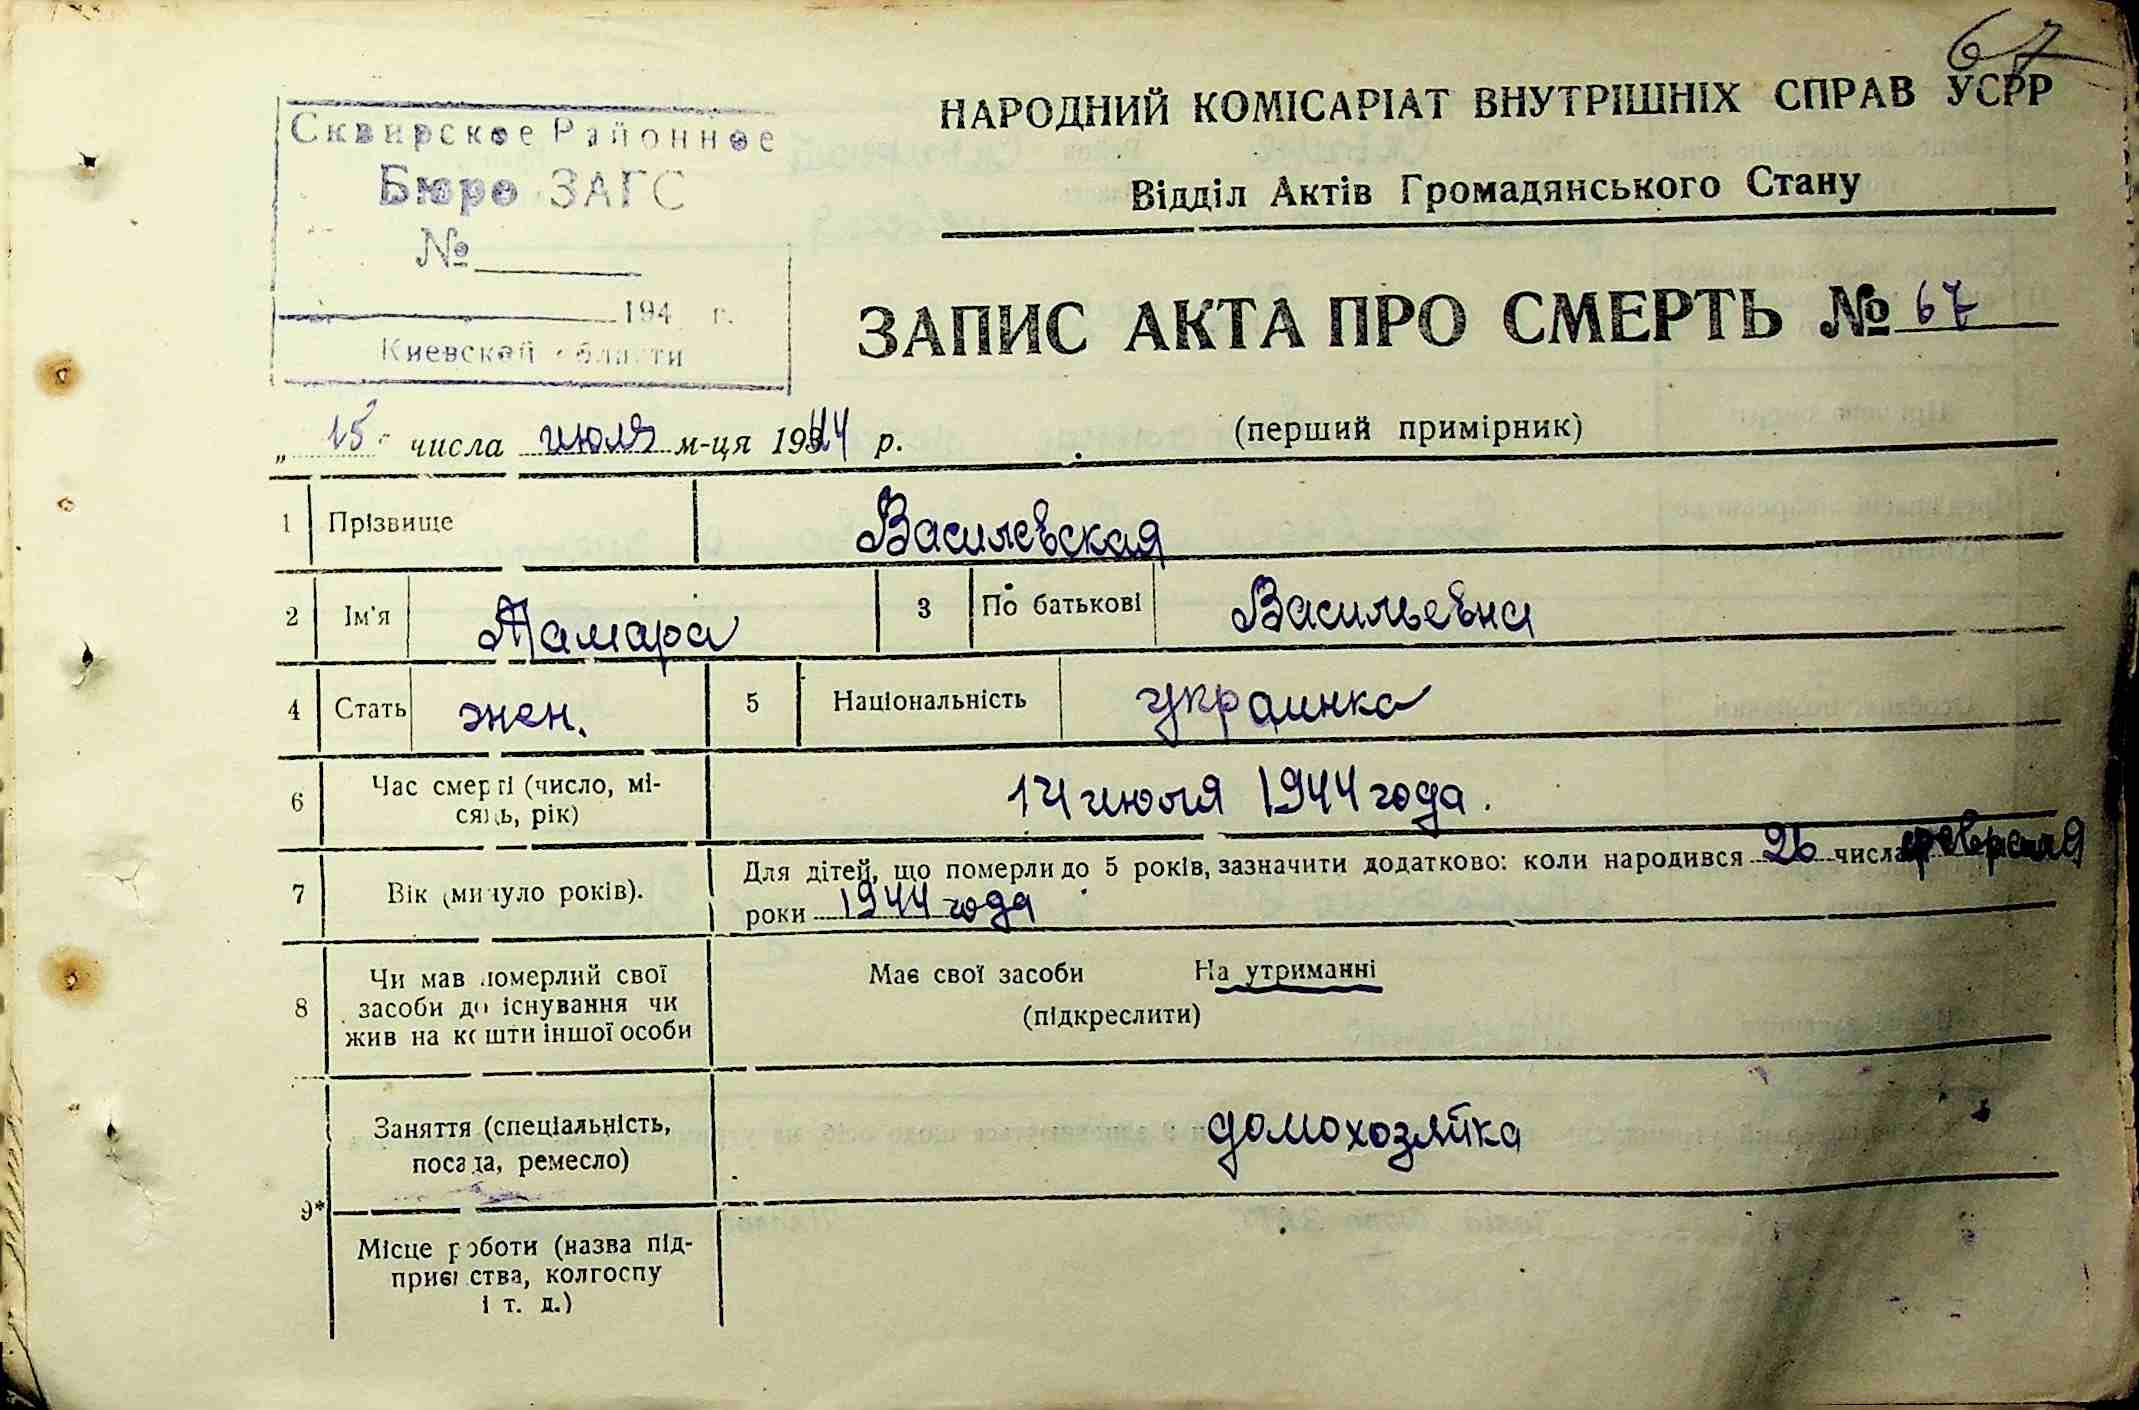 67
НАРОДНИЙ КОМІСАРІАТ ВНУТРІШНІХ СПРАВ УСРР
Відділ Актів Громадянського Стану
Сквирское Районное
Бюро ЗАГС
№
194 г.
Киевской области
ЗАПИС АКТА ПРО СМЕРТЬ № 67
„ 15 " числа июля м-ця 1944 р.
(перший примірник)
1 Прізвище Василевская
2 Ім'я Тамара 3 По батькові Васильевна
4 Стать жен. 5 Національність украинка
6 Час смерті (число, мі-
сяць, рік) 14 июля 1944 года.
7 Вік (минуло років). Для дітей, що померли до 5 років, зазначити додатково: коли народився 26 числа февраля
роки 1944 года
8 Чи мав померлий свої
засоби до існування чи
жив на кошти іншої особи
Має свої засоби На утриманні
(підкреслити)
9* Заняття (спеціальність,
посада, ремесло) домохозяйка
Місце роботи (назва під-
приємства, колгоспу
і т. д.)